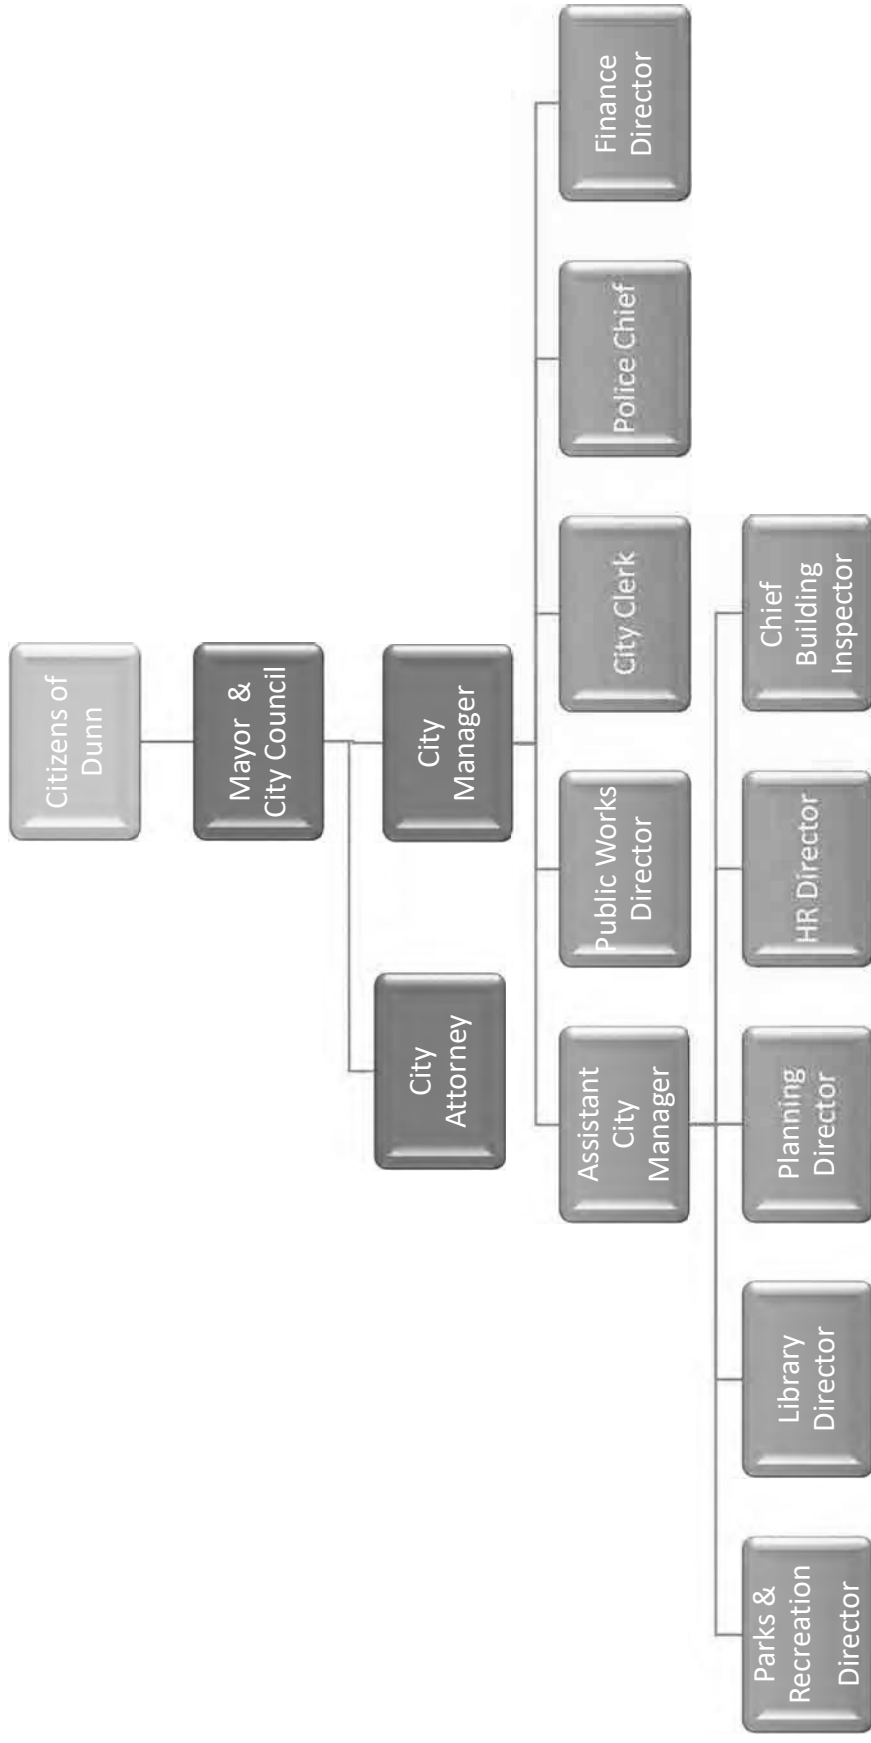 Citizens of
Dunn
Mayor &
City Council
City
Attorney
City
Manager
Assistant
City
Manager
Public Works
Director
City Clerk
Police Chief
Finance
Director
Parks &
Recreation
Director
Library
Director
Planning
Director
HR Director
Chief
Building
Inspector